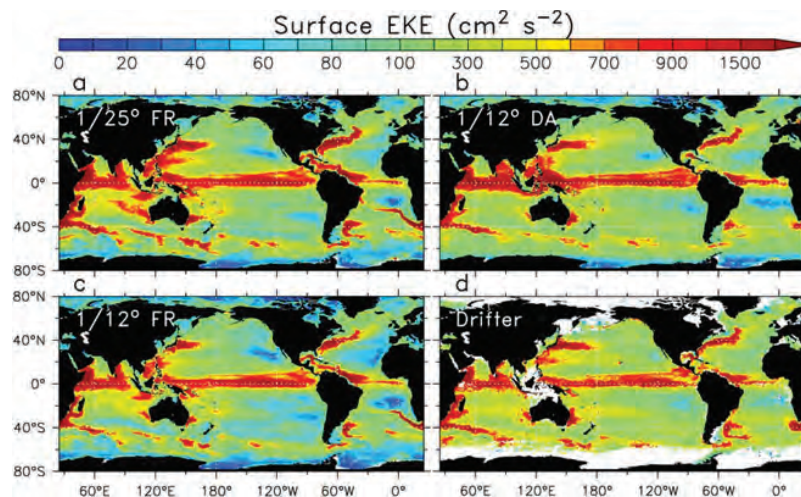 Surface EKE (cm² s⁻²)
0 20 40 60 80 100 300 500 700 900 1500
a b
80°N
1/25° FR 1/12° DA
40°N
0°
40°S
80°S
c d
80°N
1/12° FR Drifter
40°N
0°
40°S
80°S
60°E 120°E 180° 120°W 60°W 0° 60°E 120°E 180° 120°W 60°W 0°